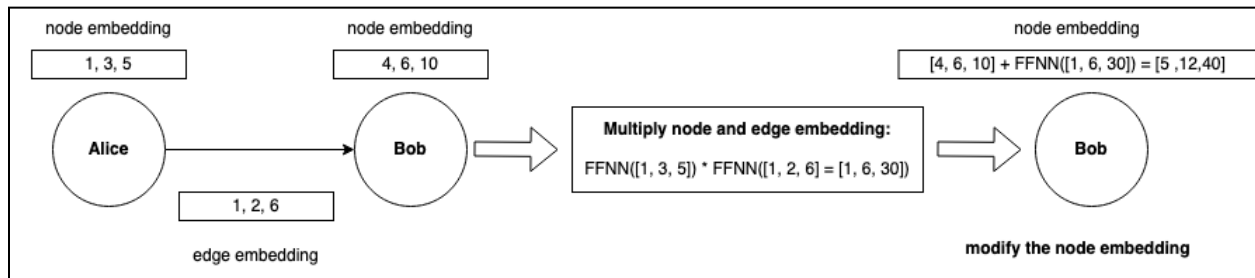 node embedding
1, 3, 5
Alice
1, 2, 6
edge embedding
node embedding
4, 6, 10
Bob
Multiply node and edge embedding:
FFNN([1, 3, 5]) * FFNN([1, 2, 6] = [1, 6, 30])
node embedding
[4, 6, 10] + FFNN([1, 6, 30]) = [5 ,12,40]
Bob
modify the node embedding